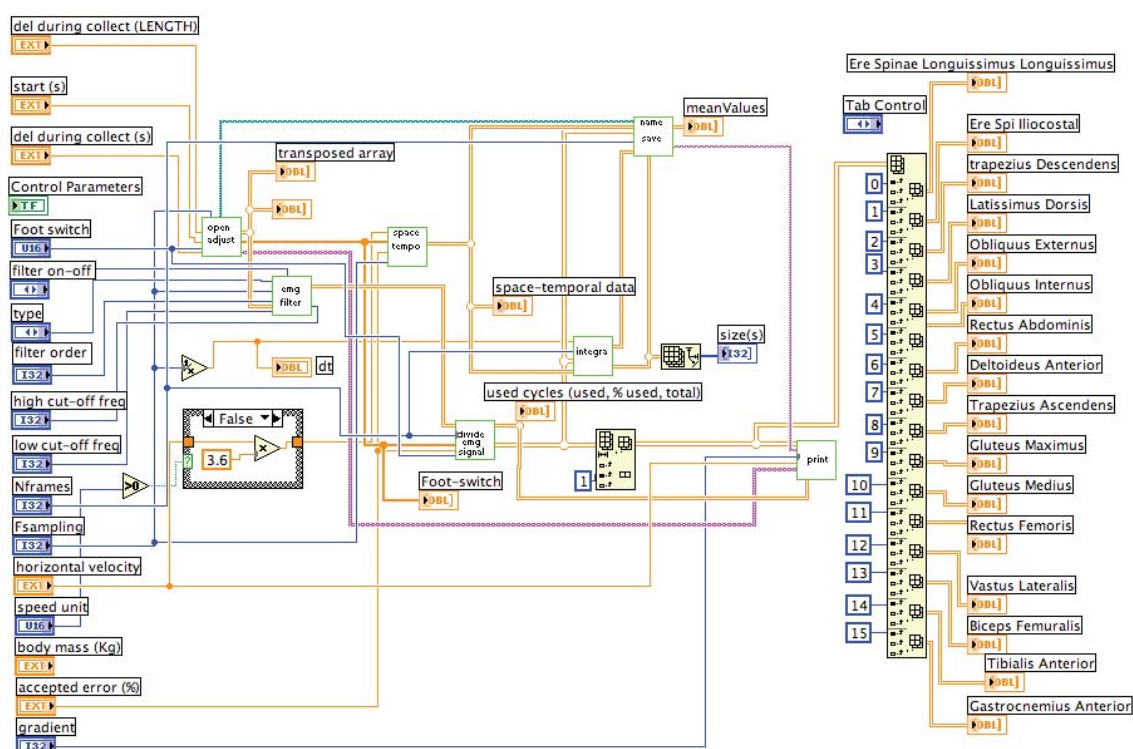 del during collect (LENGTH)
EXT
start (s)
EXT
del during collect (s)
EXT
Control Parameters
TF
Foot switch
U16
filter on-off
type
filter order
I32
high cut-off freq
I32
low cut-off freq
I32
Nframes
I32
Fsampling
I32
horizontal velocity
EXT
speed unit
U16
body mass (Kg)
EXT
accepted error (%)
EXT
gradient
I32
open
adjust
transposed array
DBL
DBL
emg
filter
space
tempo
name
save
meanValues
DBL
space-temporal data
DBL
integra
size(s)
I32
1
x
DBL
dt
False
3.6
x
?
>0
used cycles (used, % used, total)
DBL
divide
emg
signal
1
Foot-switch
DBL
print
Tab Control
0
1
2
3
4
5
6
7
8
9
10
11
12
13
14
15
Ere Spinae Longuissimus Longuissimus
DBL
Ere Spi Iliocostal
DBL
trapezius Descendens
DBL
Latissimus Dorsis
DBL
Obliquus Externus
DBL
Obliquus Internus
DBL
Rectus Abdominis
DBL
Deltoideus Anterior
DBL
Trapezius Ascendens
DBL
Gluteus Maximus
DBL
Gluteus Medius
DBL
Rectus Femoris
DBL
Vastus Lateralis
DBL
Biceps Femuralis
DBL
Tibialis Anterior
DBL
Gastrocnemius Anterior
DBL